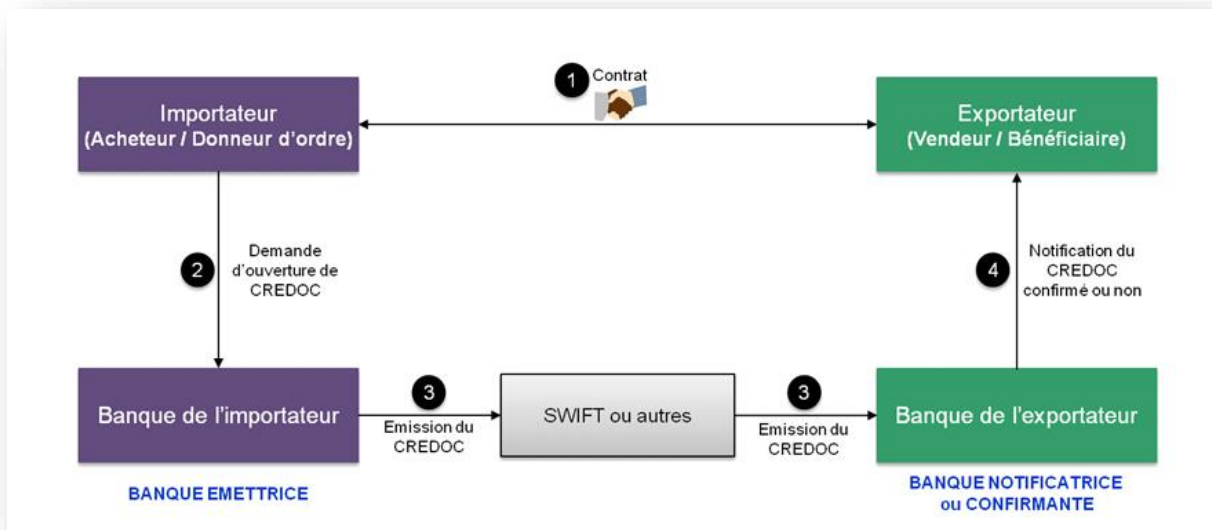 1
Contrat
Importateur
(Acheteur / Donneur d'ordre)
Exportateur
(Vendeur / Bénéficiaire)
2
Demande
d'ouverture de
CREDOC
4
Notification du
CREDOC
confirmé ou non
Banque de l'importateur
3
Emission du
CREDOC
SWIFT ou autres
3
Emission du
CREDOC
Banque de l'exportateur
BANQUE EMETTRICE
BANQUE NOTIFICATRICE
ou CONFIRMANTE